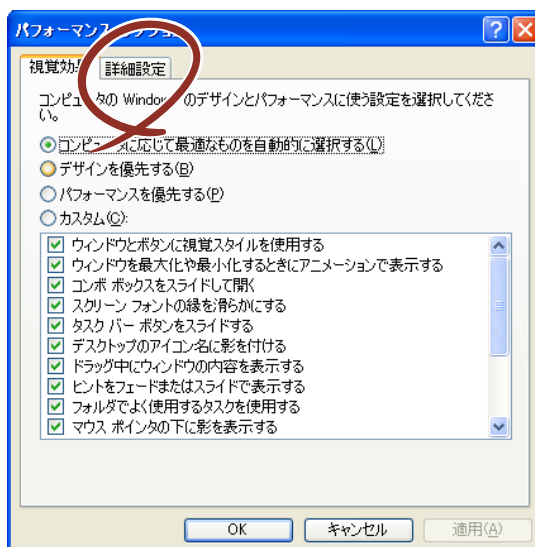 パフォーマンス
視覚効 詳細設定
コンピュータの Windows のデザインとパフォーマンスに使う設定を選択してくださ
い。
コンピュータに応じて最適なものを自動的に選択する(L)
デザインを優先する(B)
パフォーマンスを優先する(P)
カスタム(C):
ウィンドウとボタンに視覚スタイルを使用する
ウィンドウを最大化や最小化するときにアニメーションで表示する
コンボ ボックスをスライドして開く
スクリーン フォントの縁を滑らかにする
タスク バー ボタンをスライドする
デスクトップのアイコン名に影を付ける
ドラッグ中にウィンドウの内容を表示する
ヒントをフェードまたはスライドで表示する
フォルダでよく使用するタスクを使用する
マウス ポインタの下に影を表示する
OK キャンセル 適用(A)